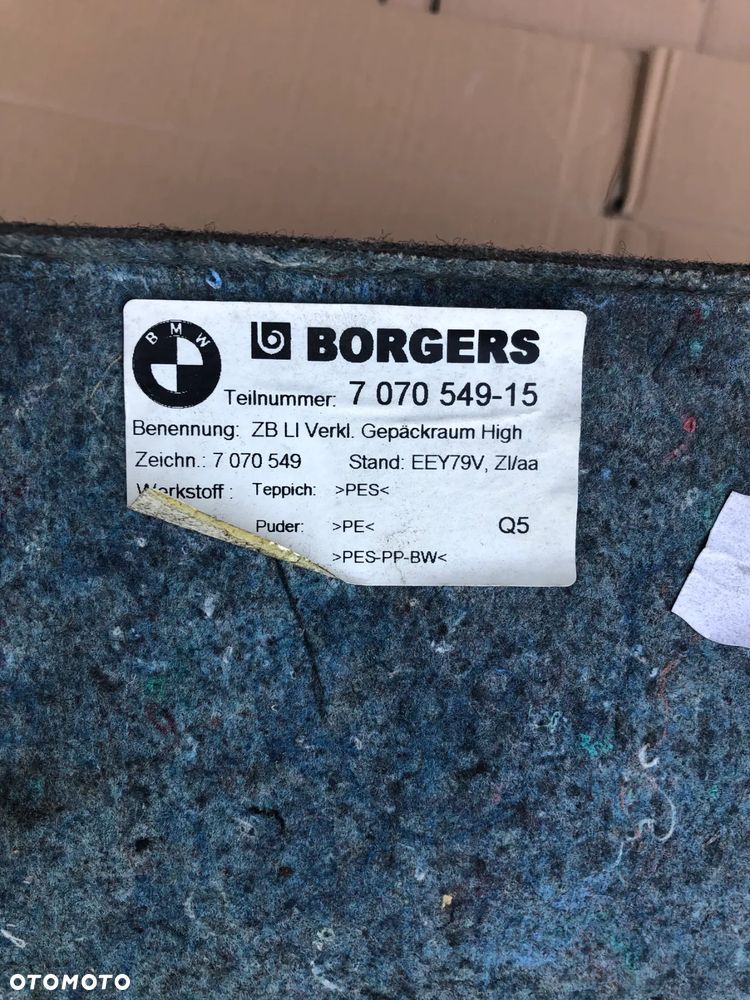 BMW
BORGERS
Teilnummer: 7 070 549-15
Benennung: ZB LI Verkl. Gepäckraum High
Zeichn.: 7 070 549 Stand: EEY79V, ZI/aa
Werkstoff : Teppich: >PES<
Puder: >PE< Q5
>PES-PP-BW<
OTOMOTO